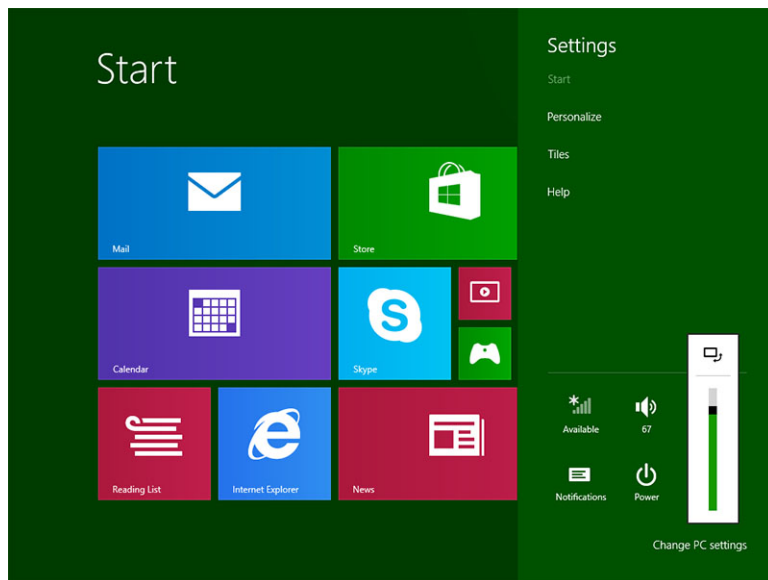 Start
Mail
Store
Calendar
Skype
Reading List
Internet Explorer
News
Settings
Start
Personalize
Tiles
Help
Available
67
Notifications
Power
Change PC settings